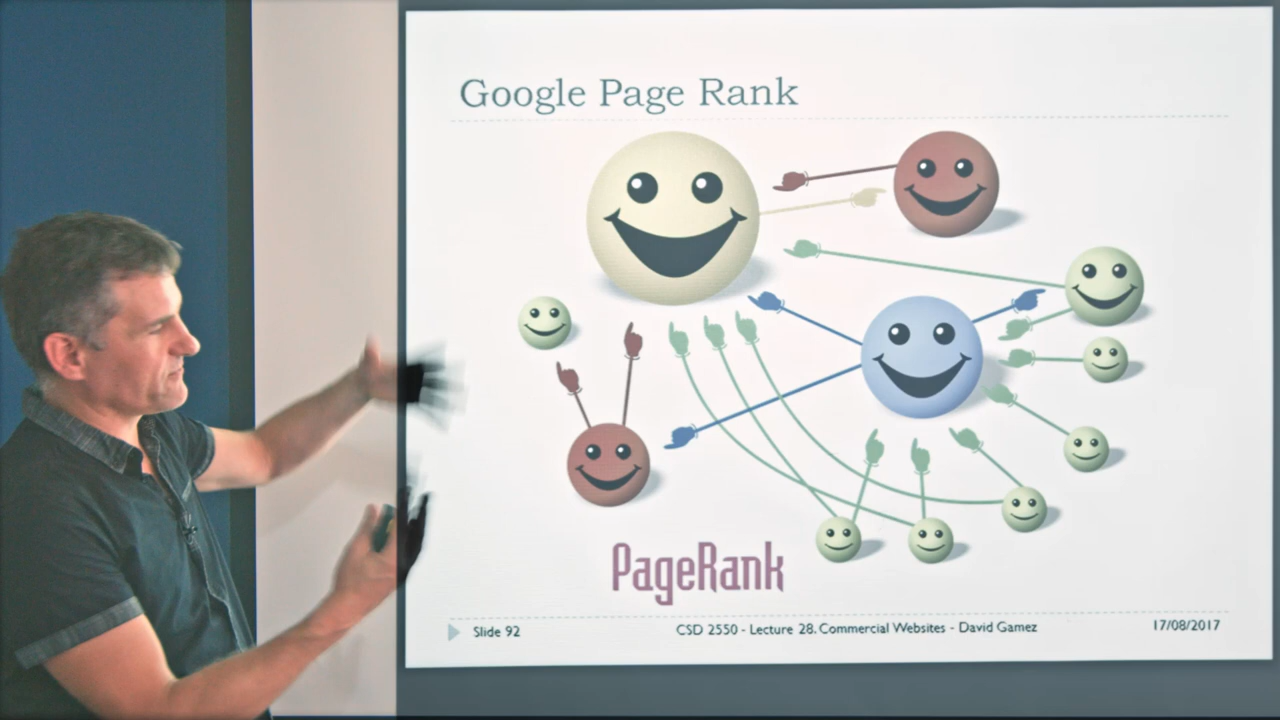 Google Page Rank
PageRank
Slide 92
CSD 2550 - Lecture 28. Commercial Websites - David Gamez
17/08/2017